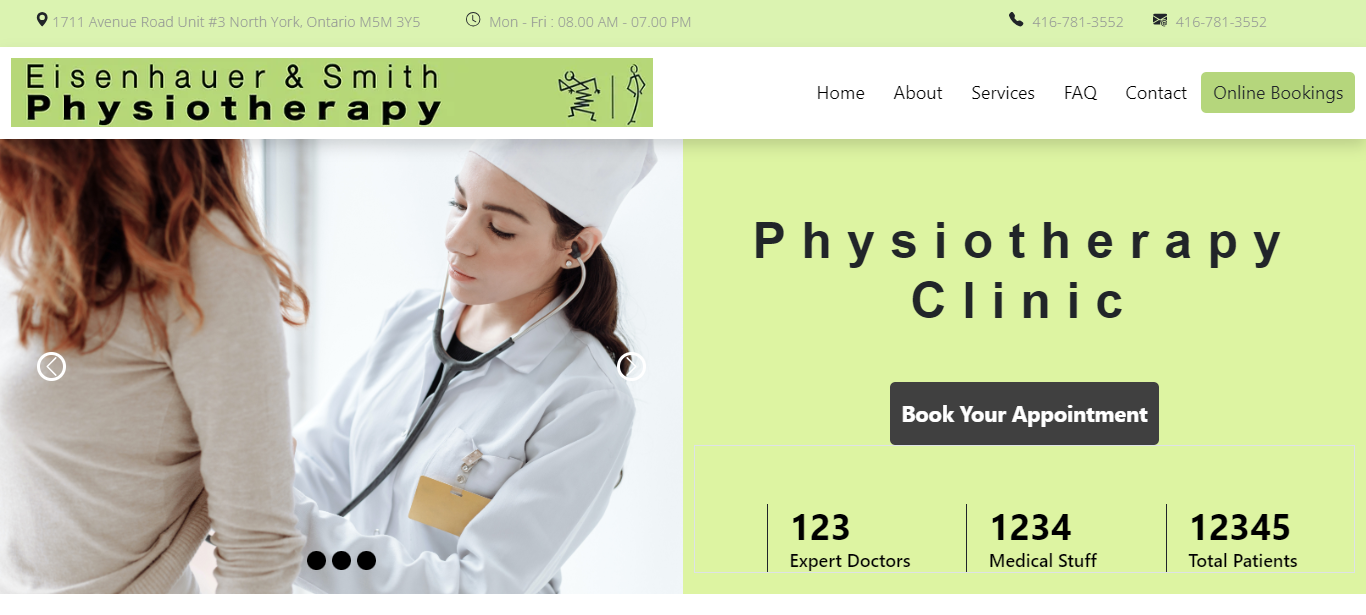 1711 Avenue Road Unit #3 North York, Ontario M5M 3Y5
Mon - Fri : 08.00 AM - 07.00 PM
416-781-3552
416-781-3552
Eisenhauer & Smith
Physiotherapy
Home
About
Services
FAQ
Contact
Online Bookings
Physiotherapy
Clinic
Book Your Appointment
123
Expert Doctors
1234
Medical Stuff
12345
Total Patients